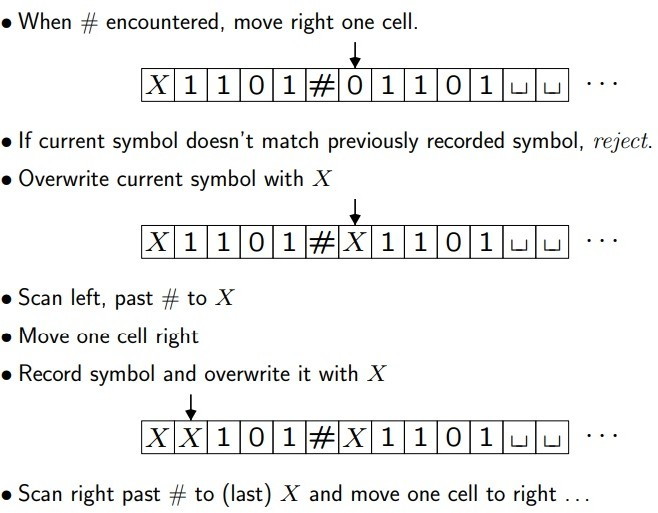 • When # encountered, move right one cell.
X 1 1 0 1 # 0 1 1 0 1 ␣ ␣ ···
• If current symbol doesn't match previously recorded symbol, reject.
• Overwrite current symbol with X
X 1 1 0 1 # X 1 1 0 1 ␣ ␣ ···
• Scan left, past # to X
• Move one cell right
• Record symbol and overwrite it with X
X X 1 0 1 # X 1 1 0 1 ␣ ␣ ···
• Scan right past # to (last) X and move one cell to right ...